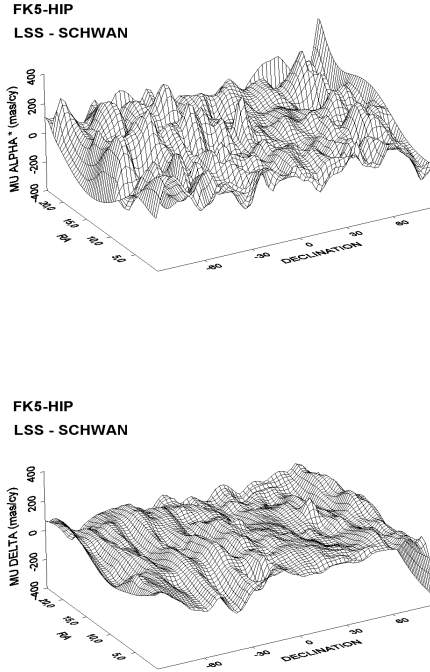 FK5-HIP
LSS - SCHWAN
MU ALPHA * (mas/cy)
400
200
0
-200
-400
20.0
15.0
10.0
5.0
RA
-60
-30
0
30
60
DECLINATION
FK5-HIP
LSS - SCHWAN
MU DELTA (mas/cy)
400
200
0
-200
-400
20.0
15.0
10.0
5.0
RA
-60
-30
0
30
60
DECLINATION